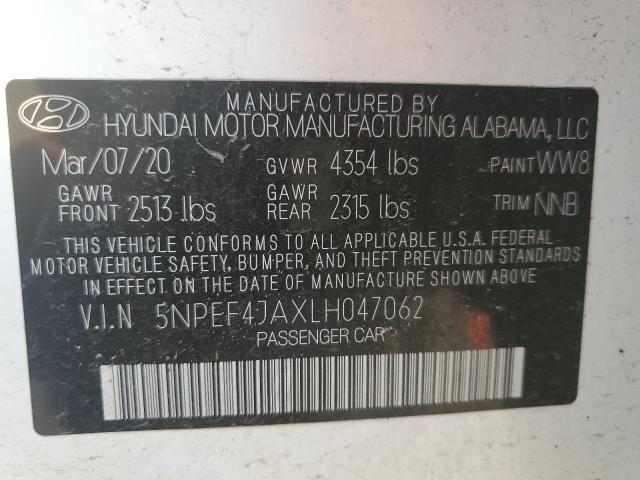 MANUFACTURED BY
HYUNDAI MOTOR MANUFACTURING ALABAMA, LLC
Mar/07/20 GVWR 4354 lbs PAINT WW8
GAWR FRONT 2513 lbs GAWR REAR 2315 lbs TRIM NNB
THIS VEHICLE CONFORMS TO ALL APPLICABLE U.S.A. FEDERAL
MOTOR VEHICLE SAFETY, BUMPER, AND THEFT PREVENTION STANDARDS
IN EFFECT ON THE DATE OF MANUFACTURE SHOWN ABOVE
V.I.N 5NPEF4JAXLH047062
PASSENGER CAR